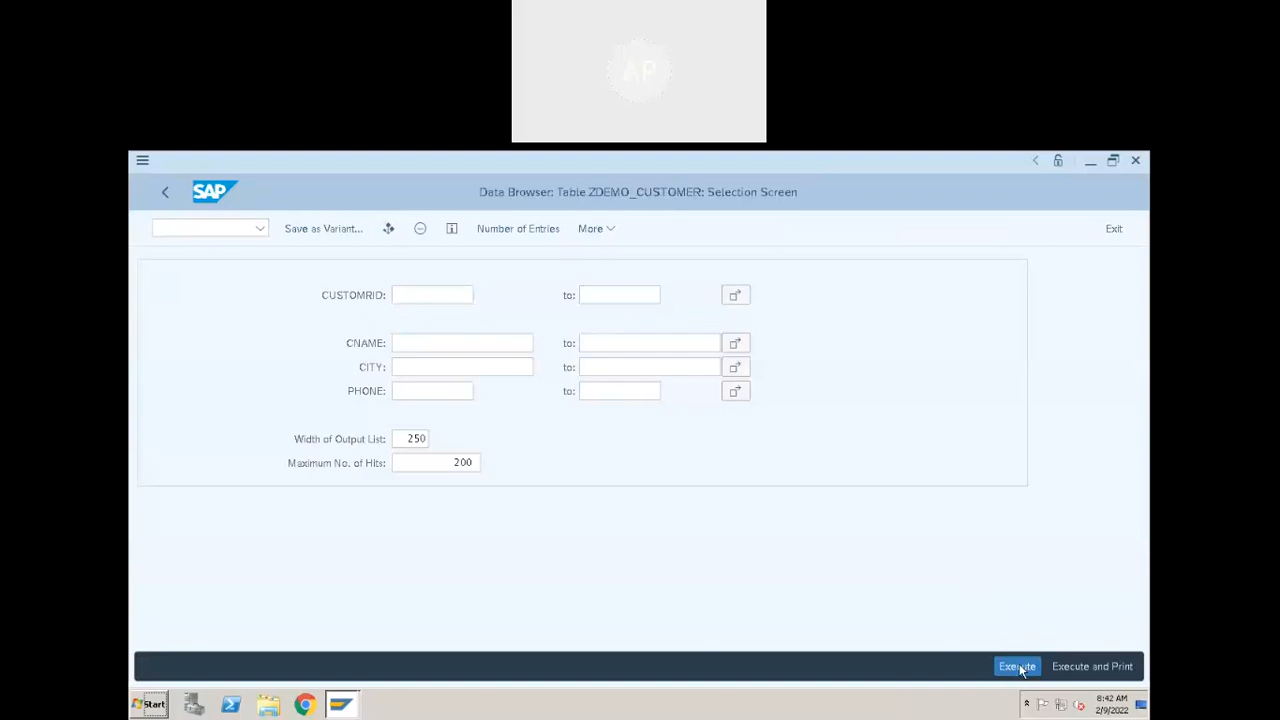 AP
SAP
Data Browser: Table ZDEMO_CUSTOMER: Selection Screen
Save as Variant... Number of Entries More Exit
CUSTOMRID: to:
CNAME: to:
CITY: to:
PHONE: to:
Width of Output List: 250
Maximum No. of Hits: 200
Execute Execute and Print
Start 8:42 AM
2/9/2022